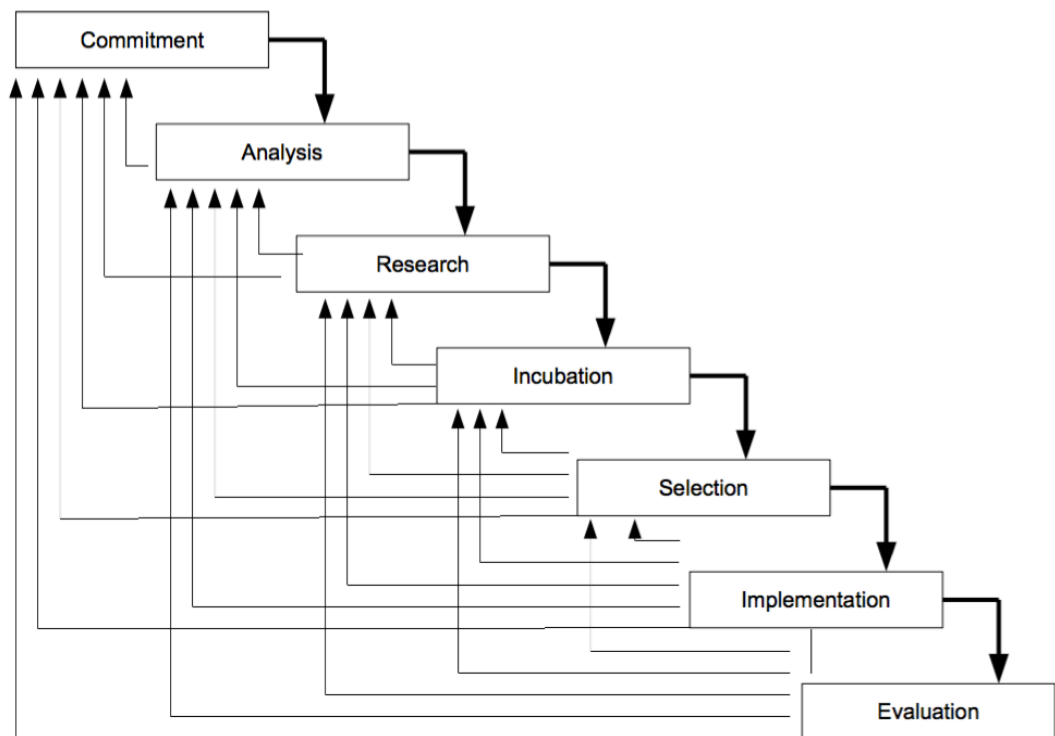 Commitment
Analysis
Research
Incubation
Selection
Implementation
Evaluation